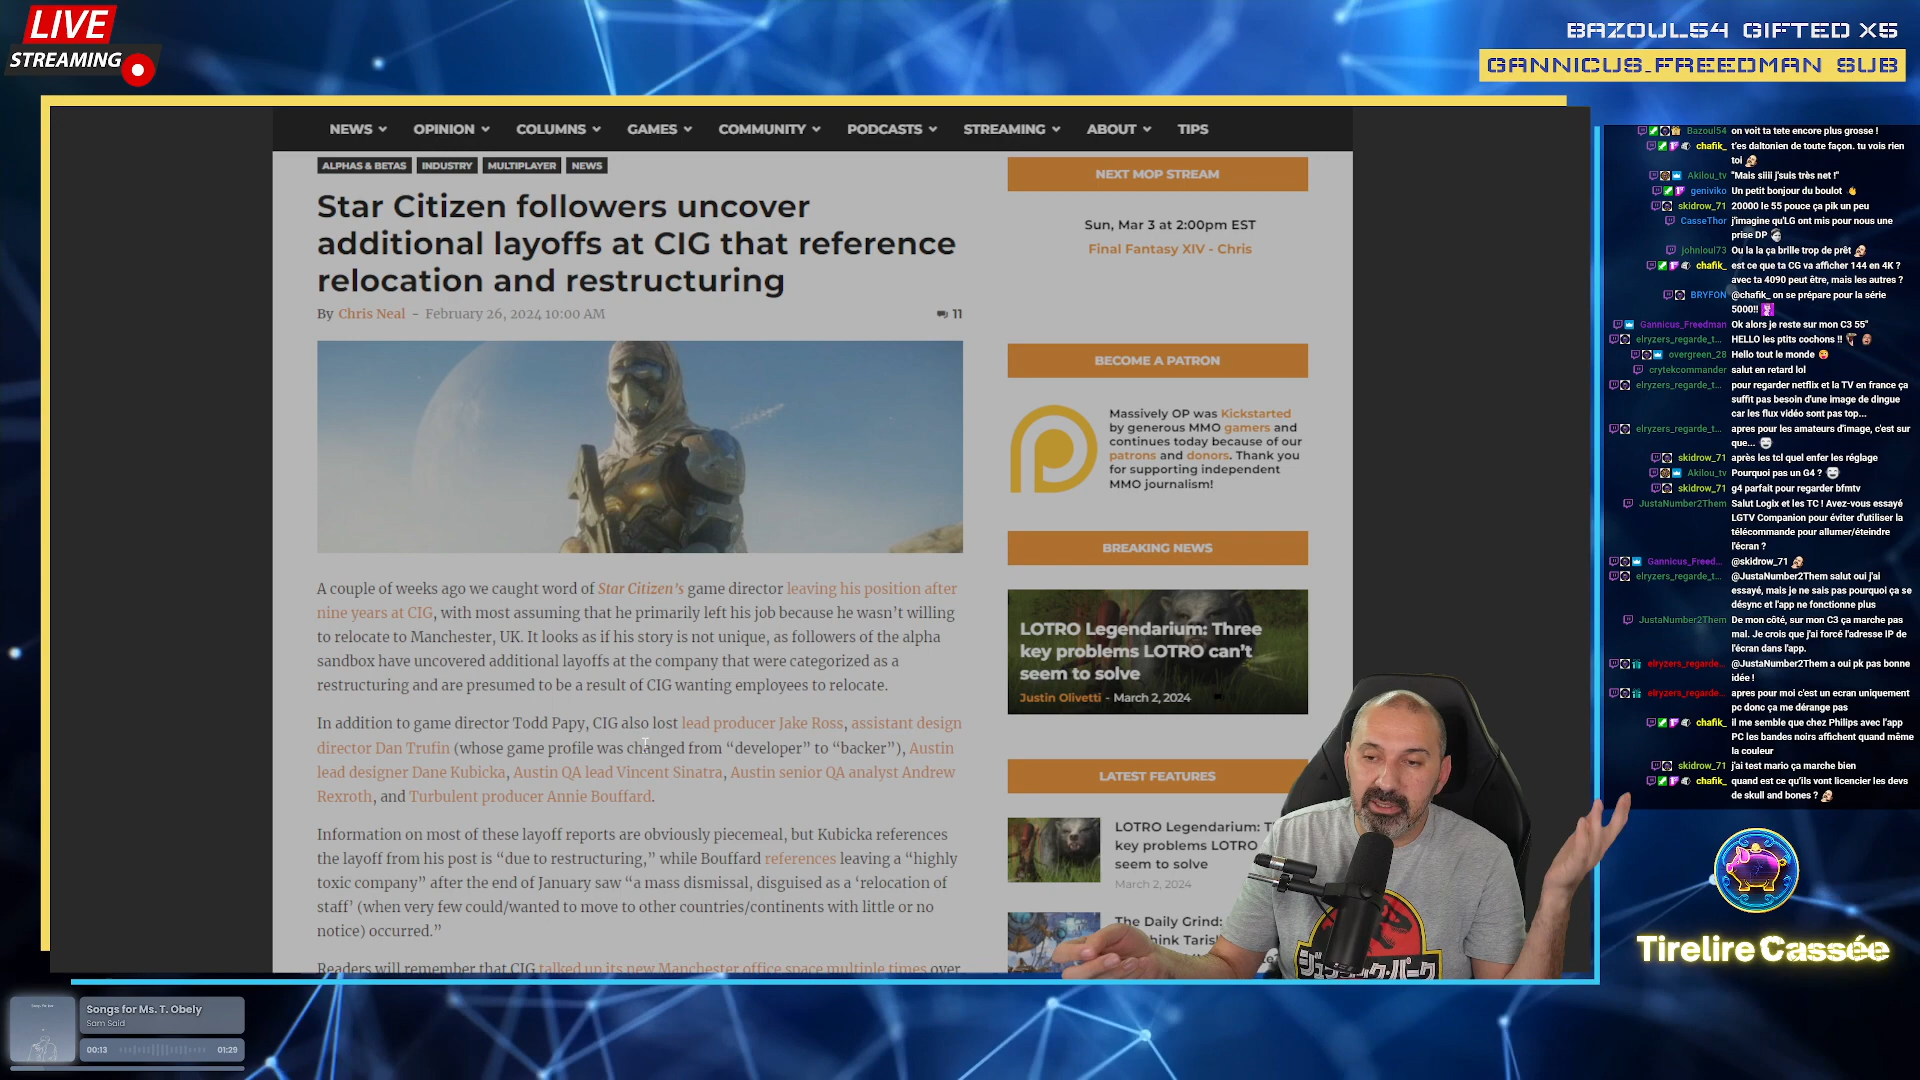 LIVE
STREAMING
BAZOUL54 GIFTED X5
GANNICUS_FREEDMAN SUB
NEWS
OPINION
COLUMNS
GAMES
COMMUNITY
PODCASTS
STREAMING
ABOUT
TIPS
ALPHAS & BETAS
INDUSTRY
MULTIPLAYER
NEWS
Star Citizen followers uncover
additional layoffs at CIG that reference
relocation and restructuring
By Chris Neal - February 26, 2024 10:00 AM
11
A couple of weeks ago we caught word of Star Citizen's game director leaving his position after
nine years at CIG, with most assuming that he primarily left his job because he wasn't willing
to relocate to Manchester, UK. It looks as if his story is not unique, as followers of the alpha
sandbox have uncovered additional layoffs at the company that were categorized as a
restructuring and are presumed to be a result of CIG wanting employees to relocate.
In addition to game director Todd Papy, CIG also lost lead producer Jake Ross, assistant design
director Dan Trufin (whose game profile was changed from “developer” to “backer”), Austin
lead designer Dane Kubicka, Austin QA lead Vincent Sinatra, Austin senior QA analyst Andrew
Rexroth, and Turbulent producer Annie Bouffard.
Information on most of these layoff reports are obviously piecemeal, but Kubicka references
the layoff from his post is “due to restructuring,” while Bouffard references leaving a “highly
toxic company” after the end of January saw “a mass dismissal, disguised as a ‘relocation of
staff’ (when very few could/wanted to move to other countries/continents with little or no
notice) occurred.”
Readers will remember that CIG talked up its new Manchester office space multiple times over
NEXT MOP STREAM
Sun, Mar 3 at 2:00pm EST
Final Fantasy XIV - Chris
BECOME A PATRON
Massively OP was Kickstarted
by generous MMO gamers and
continues today because of our
patrons and donors. Thank you
for supporting independent
MMO journalism!
BREAKING NEWS
LOTRO Legendarium: Three
key problems LOTRO can't
seem to solve
Justin Olivetti - March 2, 2024
LATEST FEATURES
LOTRO Legendarium: T
key problems LOTRO
seem to solve
March 2, 2024
The Daily Grind:
hink Taris
ジュラシック・パーク
Bazoul54 on voit ta tete encore plus grosse !
chafik_ t'es daltonien de toute façon. tu vois rien
toi
Akilou_tv "Mais siiii j'suis très net !"
geniviko Un petit bonjour du boulot
skidrow_71 20000 le 55 pouce ça pik un peu
CasseThor j'imagine qu'LG ont mis pour nous une
prise DP
johnloul73 Ou la la ça brille trop de prêt
chafik_ est ce que ta CG va afficher 144 en 4K ?
avec ta 4090 peut être, mais les autres ?
BRYFON @chafik_ on se prépare pour la série
5000!!
Gannicus_Freedman Ok alors je reste sur mon C3 55"
elryzers_regarde_t... HELLO les ptits cochons !!
overgreen_28 Hello tout le monde
crytekcommander salut en retard lol
elryzers_regarde_t... pour regarder netflix et la TV en france ça
suffit pas besoin d'une image de dingue
car les flux vidéo sont pas top...
elryzers_regarde_t... apres pour les amateurs d'image, c'est sur
que...
skidrow_71 après les tcl quel enfer les réglage
Akilou_tv Pourquoi pas un G4 ?
skidrow_71 g4 parfait pour regarder bfmtv
JustaNumber2Them Salut Logix et les TC ! Avez-vous essayé
LGTV Companion pour éviter d'utiliser la
télécommande pour allumer/éteindre
l'écran ?
Gannicus_Freed... @skidrow_71
elryzers_regarde_t... @JustaNumber2Them salut oui j'ai
essayé, mais je ne sais pas pourquoi ça se
désync et l'app ne fonctionne plus
JustaNumber2Them De mon côté, sur mon C3 ça marche pas
mal. Je crois que j'ai forcé l'adresse IP de
l'écran dans l'app.
elryzers_regarde... @JustaNumber2Them a oui pk pas bonne
idée !
elryzers_regarde... apres pour moi c'est un ecran uniquement
pc donc ça me dérange pas
chafik_ il me semble que chez Philips avec l'app
PC les bandes noirs affichent quand même
la couleur
skidrow_71 j'ai test mario ça marche bien
chafik_ quand est ce qu'ils vont licencier les devs
de skull and bones ?
Tirelire Cassée
Songs for Ms. T. Obely
Sam Said
00:13
01:29